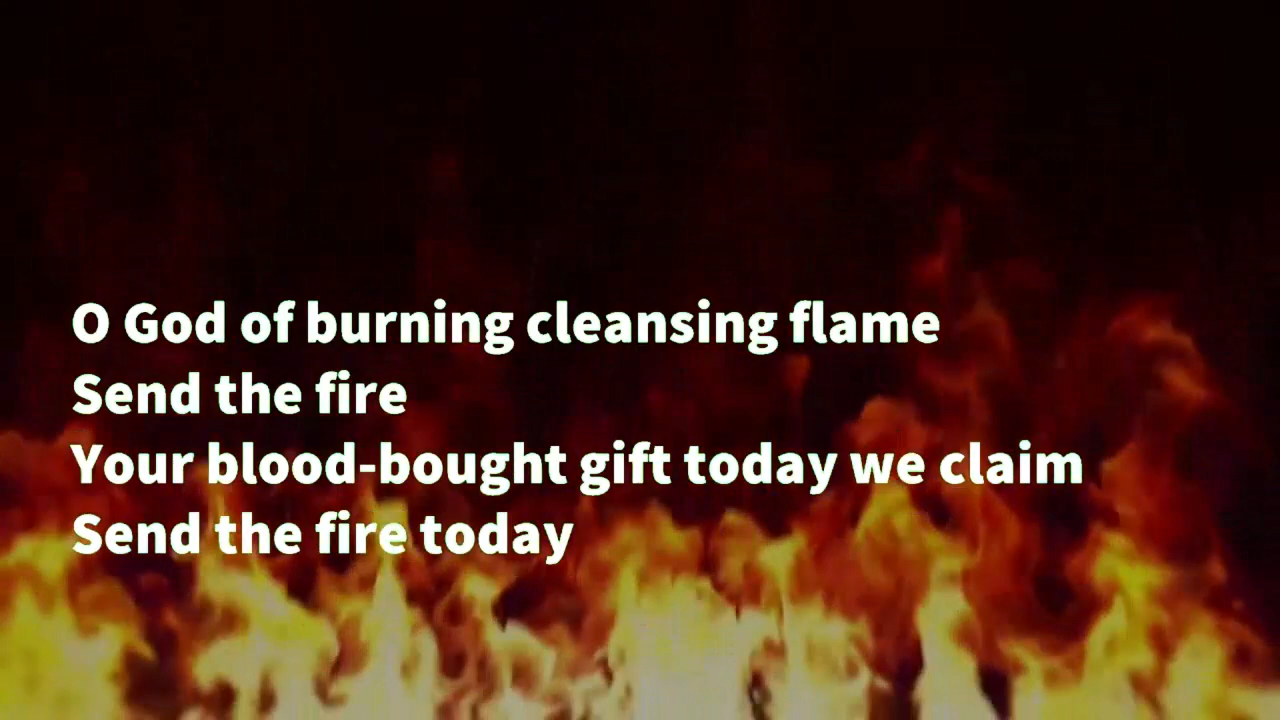 O God of burning cleansing flame
Send the fire
Your blood-bought gift today we claim
Send the fire today